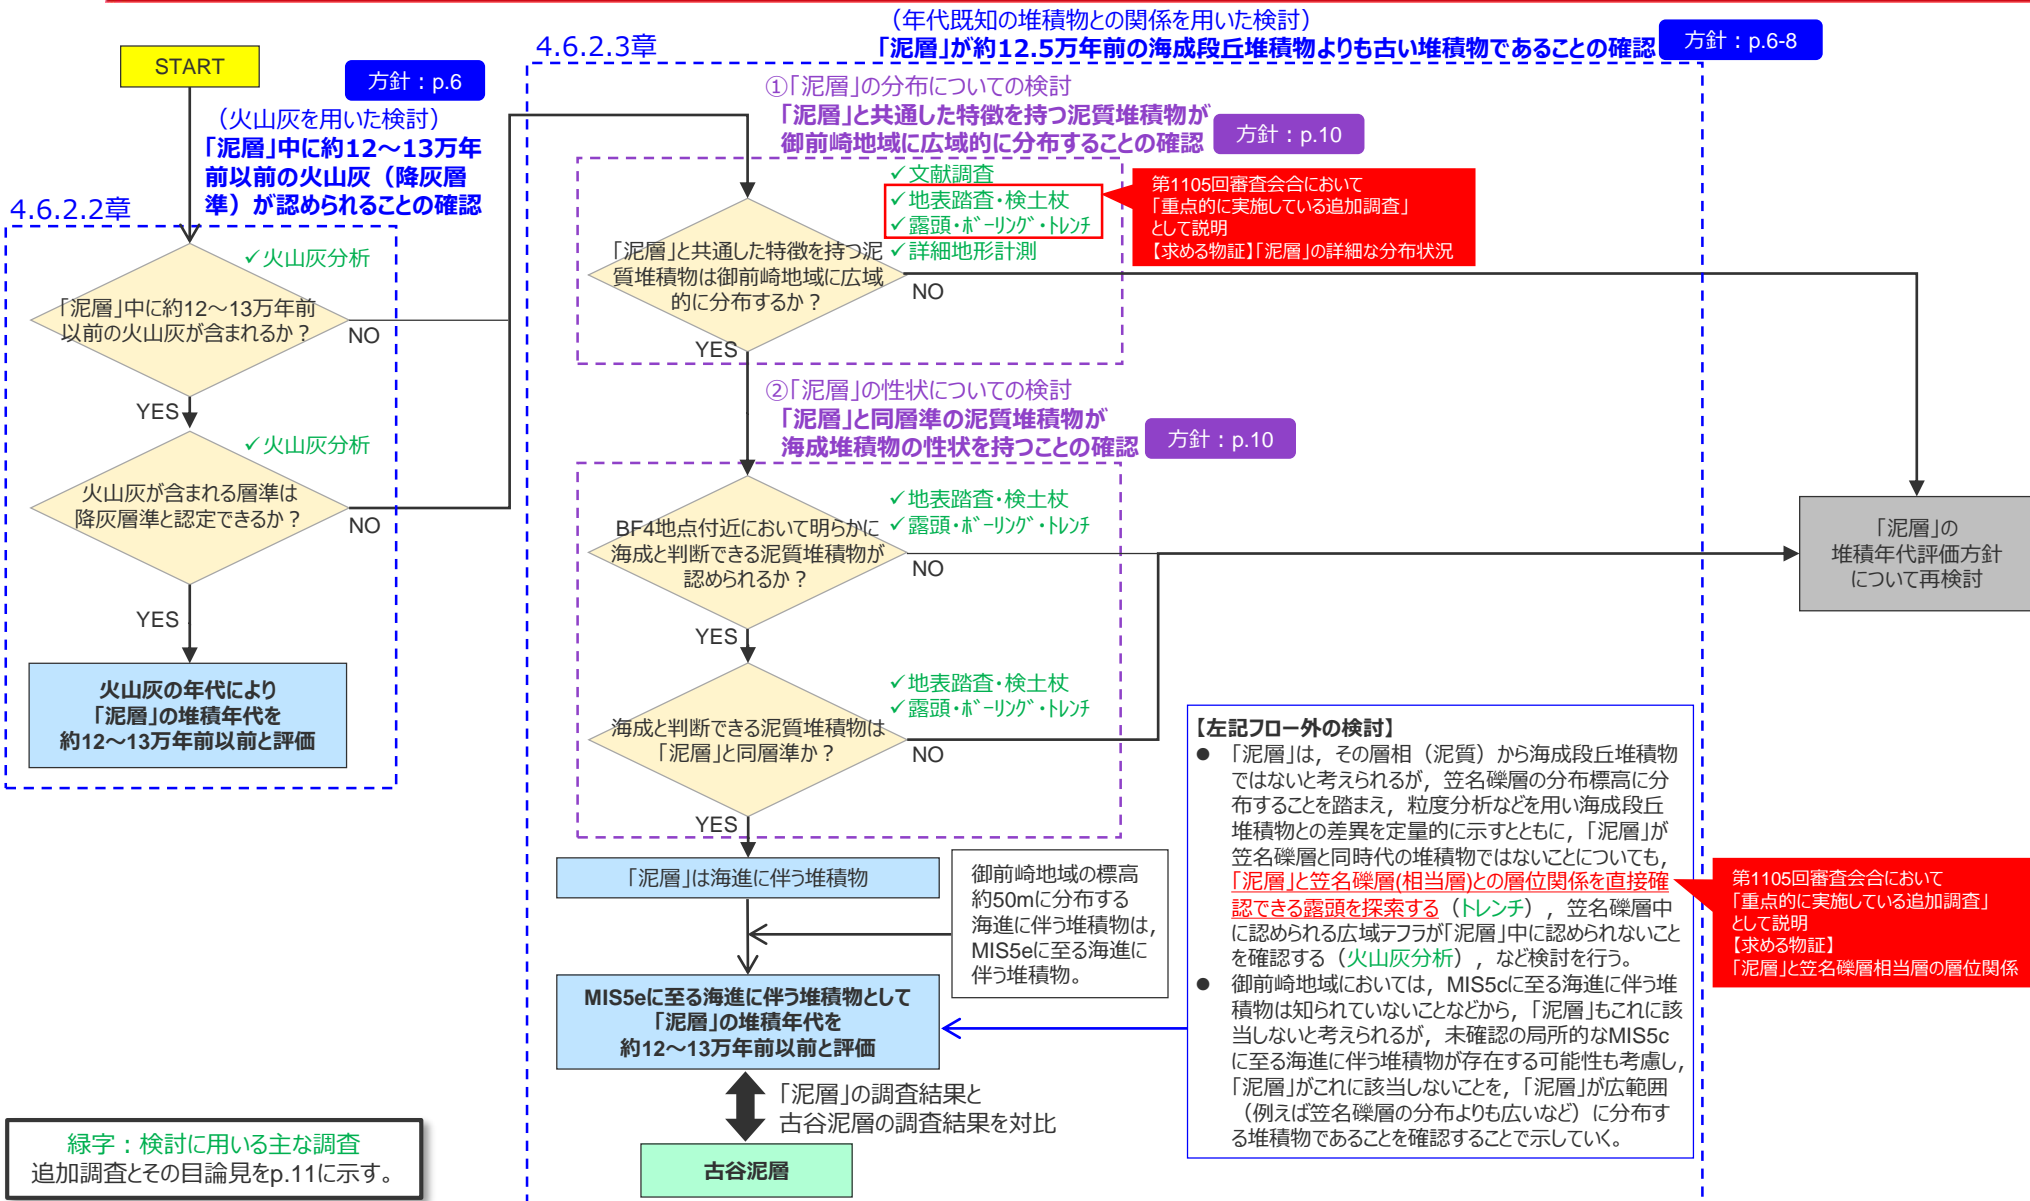 START
方針：p.6
（火山灰を用いた検討）
「泥層」中に約12～13万年
前以前の火山灰（降灰層
準）が認められることの確認
4.6.2.2章
✓火山灰分析
「泥層」中に約12～13万年前
以前の火山灰が含まれるか？
NO
YES
✓火山灰分析
火山灰が含まれる層準は
降灰層準と認定できるか？
NO
YES
火山灰の年代により
「泥層」の堆積年代を
約12～13万年前以前と評価
緑字：検討に用いる主な調査
追加調査とその目論見をp.11に示す。
4.6.2.3章
（年代既知の堆積物との関係を用いた検討）
「泥層」が約12.5万年前の海成段丘堆積物よりも古い堆積物であることの確認
方針：p.6-8
①「泥層」の分布についての検討
「泥層」と共通した特徴を持つ泥質堆積物が
御前崎地域に広域的に分布することの確認
方針：p.10
✓文献調査
✓地表踏査・検土杖
✓露頭・ﾎﾞｰﾘﾝｸﾞ・ﾄﾚﾝﾁ
✓詳細地形計測
第1105回審査会合において
「重点的に実施している追加調査」
として説明
【求める物証】「泥層」の詳細な分布状況
「泥層」と共通した特徴を持つ泥
質堆積物は御前崎地域に広域
的に分布するか？
NO
YES
②「泥層」の性状についての検討
「泥層」と同層準の泥質堆積物が
海成堆積物の性状を持つことの確認
方針：p.10
✓地表踏査・検土杖
✓露頭・ﾎﾞｰﾘﾝｸﾞ・ﾄﾚﾝﾁ
BF4地点付近において明らかに
海成と判断できる泥質堆積物が
認められるか？
NO
YES
✓地表踏査・検土杖
✓露頭・ﾎﾞｰﾘﾝｸﾞ・ﾄﾚﾝﾁ
海成と判断できる泥質堆積物は
「泥層」と同層準か？
NO
YES
「泥層」は海進に伴う堆積物
御前崎地域の標高
約50mに分布する
海進に伴う堆積物は，
MIS5eに至る海進に
伴う堆積物。
MIS5eに至る海進に伴う堆積物として
「泥層」の堆積年代を
約12～13万年前以前と評価
「泥層」の調査結果と
古谷泥層の調査結果を対比
古谷泥層
「泥層」の
堆積年代評価方針
について再検討
【左記フロー外の検討】
● 「泥層」は，その層相（泥質）から海成段丘堆積物
ではないと考えられるが，笠名礫層の分布標高に分
布することを踏まえ，粒度分析などを用い海成段丘
堆積物との差異を定量的に示すとともに，「泥層」が
笠名礫層と同時代の堆積物ではないことについても，
「泥層」と笠名礫層(相当層)との層位関係を直接確
認できる露頭を探索する（トレンチ），笠名礫層中
に認められる広域テフラが「泥層」中に認められないこと
を確認する（火山灰分析），など検討を行う。
● 御前崎地域においては，MIS5cに至る海進に伴う堆
積物は知られていないことなどから，「泥層」もこれに該
当しないと考えられるが，未確認の局所的なMIS5c
に至る海進に伴う堆積物が存在する可能性も考慮し，
「泥層」がこれに該当しないことを，「泥層」が広範囲
（例えば笠名礫層の分布よりも広いなど）に分布す
る堆積物であることを確認することで示していく。
第1105回審査会合において
「重点的に実施している追加調査」
として説明
【求める物証】
「泥層」と笠名礫層相当層の層位関係